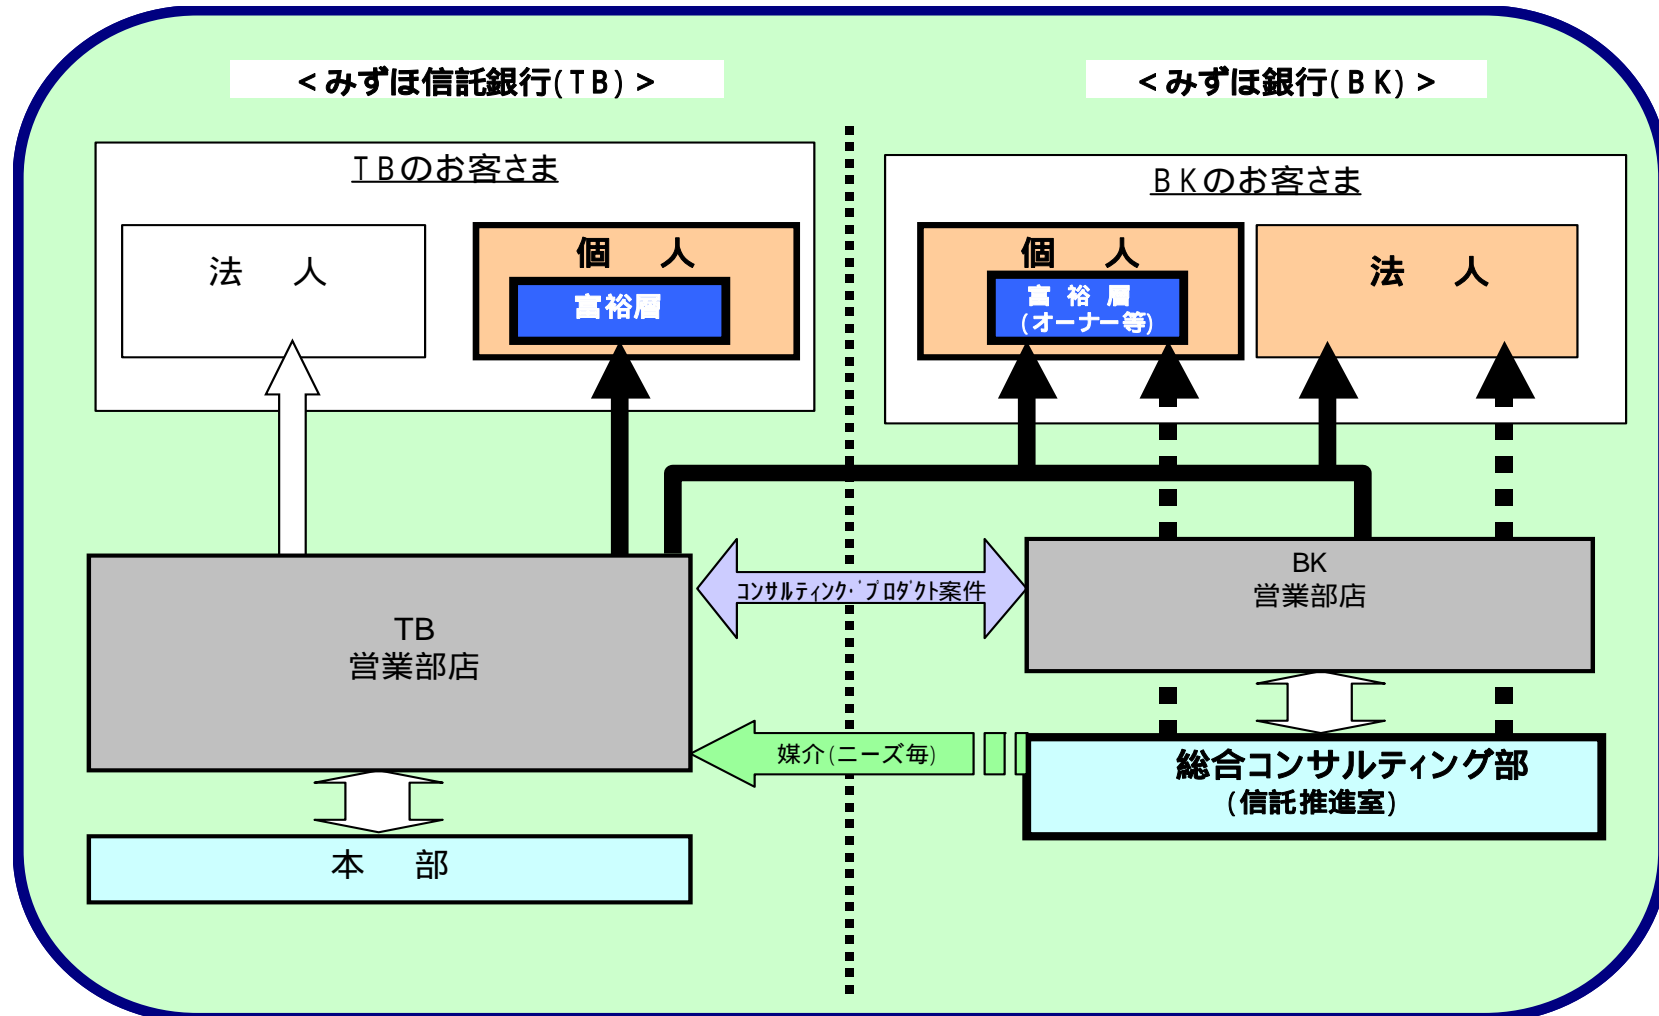 <みずほ信託銀行(TB)>
<みずほ銀行(BK)>
TBのお客さま
BKのお客さま
法 人
個 人
富裕層
個 人
富 裕 層
(オーナー等)
法 人
コンサルティング・プロダクト案件
TB
営業部店
BK
営業部店
媒介(ニーズ毎)
総合コンサルティング部
(信託推進室)
本 部